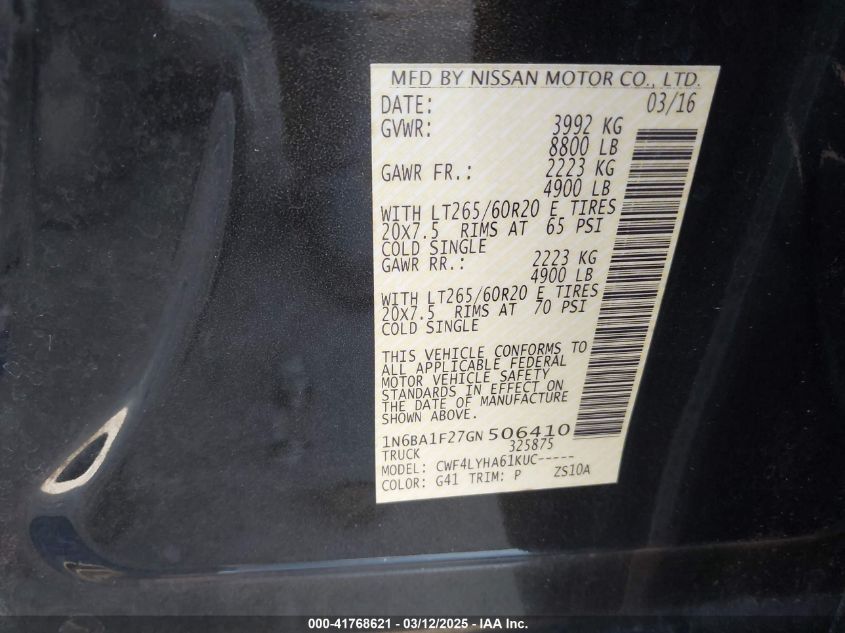 MFD BY NISSAN MOTOR CO., LTD.
DATE: 03/16
GVWR: 3992 KG
8800 LB
GAWR FR.: 2223 KG
4900 LB
WITH LT265/60R20 E TIRES
20X7.5 RIMS AT 65 PSI
COLD SINGLE
GAWR RR.: 2223 KG
4900 LB
WITH LT265/60R20 E TIRES
20X7.5 RIMS AT 70 PSI
COLD SINGLE
THIS VEHICLE CONFORMS TO
ALL APPLICABLE FEDERAL
MOTOR VEHICLE SAFETY
STANDARDS IN EFFECT ON
THE DATE OF MANUFACTURE
SHOWN ABOVE.
1N6BA1F27GN506410
TRUCK 325875
MODEL: CWF4LYHA61KUC-----
COLOR: G41 TRIM: P ZS10A
000-41768621 - 03/12/2025 - IAA Inc.